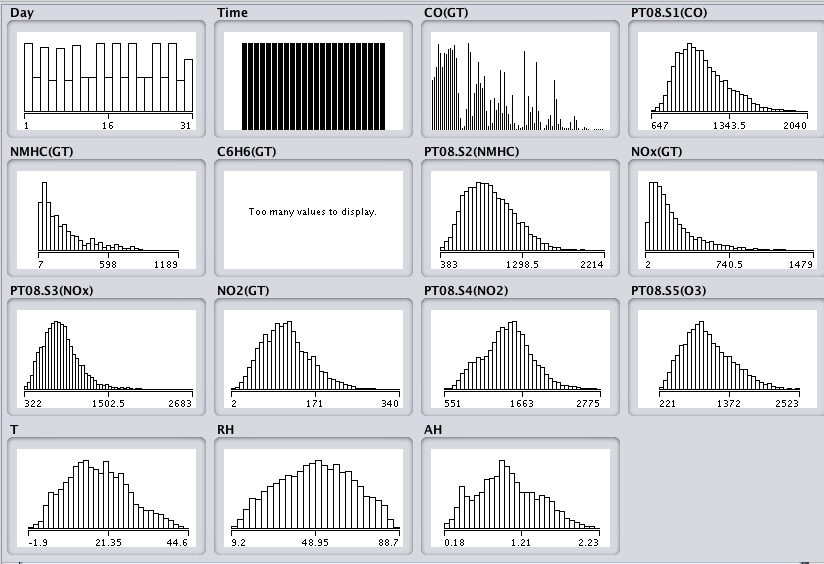 Day Time CO(GT) PT08.S1(CO)
1 16 31
647 1343.5 2040
NMHC(GT) C6H6(GT) PT08.S2(NMHC) NOx(GT)
Too many values to display.
7 598 1189
383 1298.5 2214
2 740.5 1479
PT08.S3(NOx) NO2(GT) PT08.S4(NO2) PT08.S5(O3)
322 1502.5 2683
2 171 340
551 1663 2775
221 1372 2523
T RH AH
-1.9 21.35 44.6
9.2 48.95 88.7
0.18 1.21 2.23